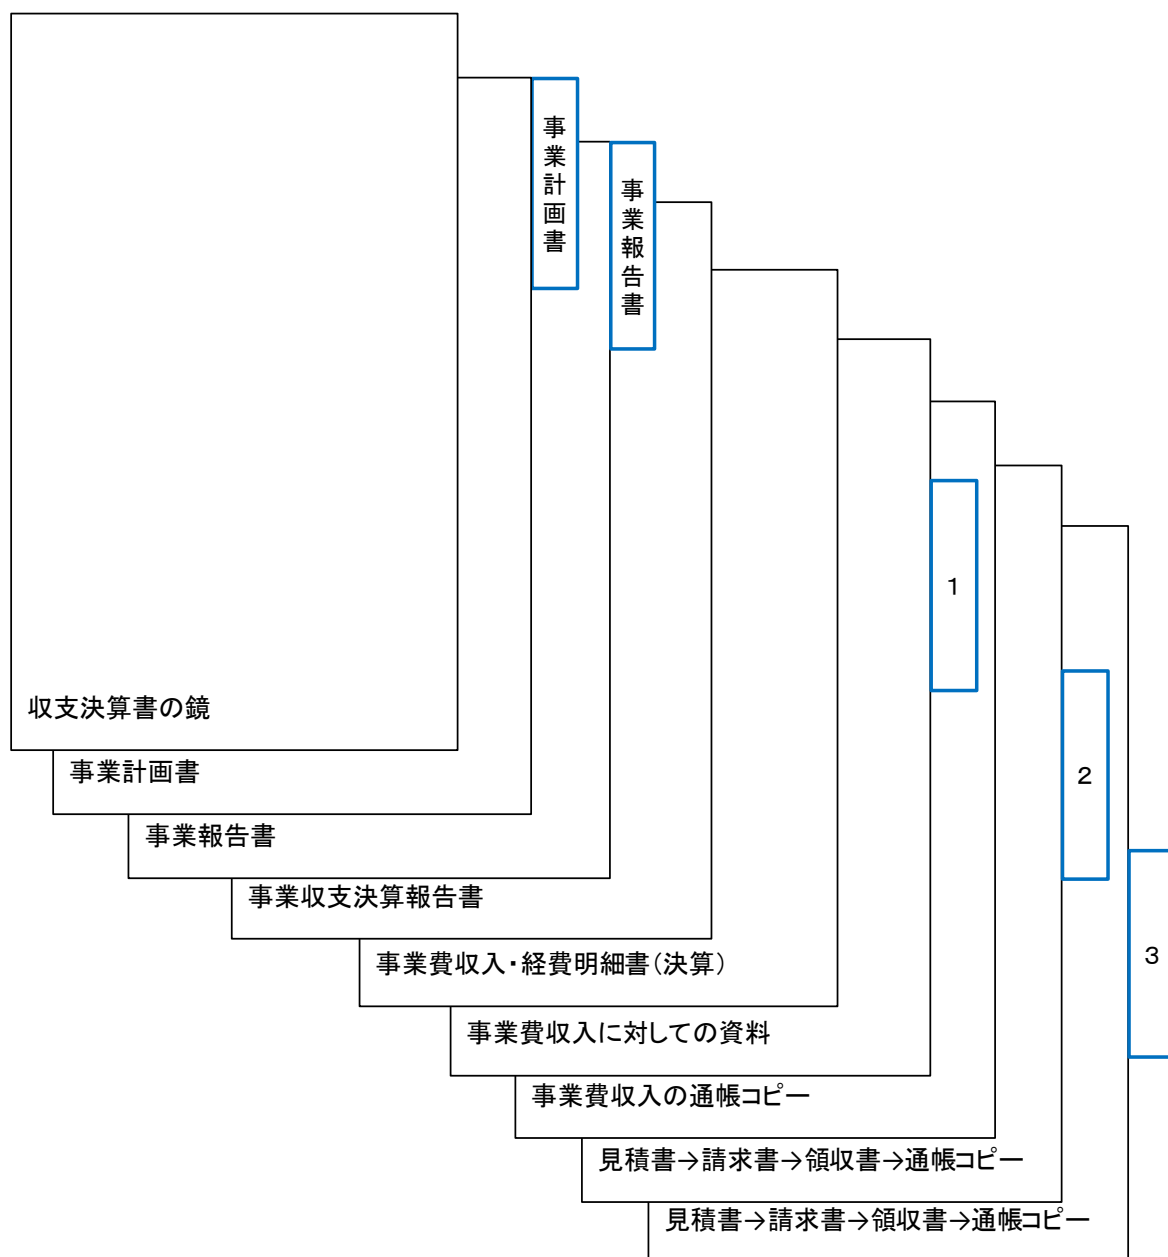 事業計画書
事業報告書
1
2
3
収支決算書の鏡
事業計画書
事業報告書
事業収支決算報告書
事業費収入・経費明細書(決算)
事業費収入に対しての資料
事業費収入の通帳コピー
見積書→請求書→領収書→通帳コピー
見積書→請求書→領収書→通帳コピー